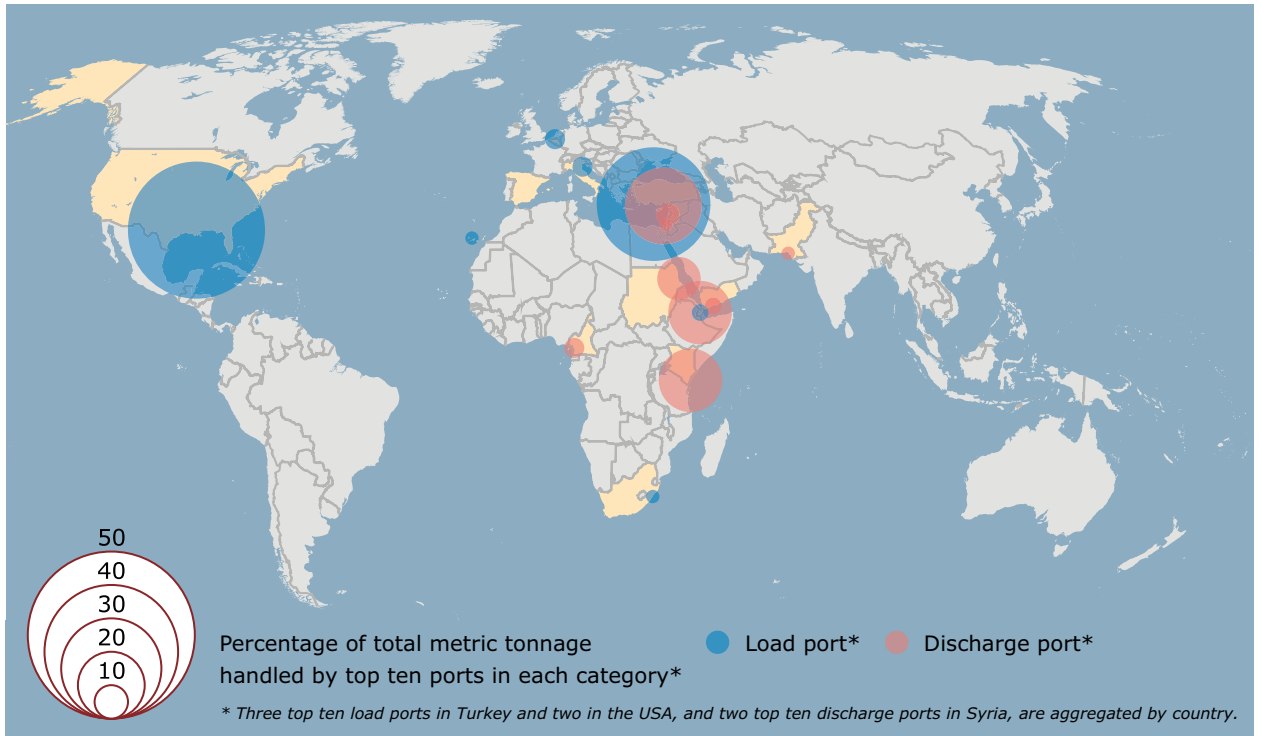 50
40
30
20
10
Percentage of total metric tonnage
handled by top ten ports in each category*
Load port*
Discharge port*
* Three top ten load ports in Turkey and two in the USA, and two top ten discharge ports in Syria, are aggregated by country.